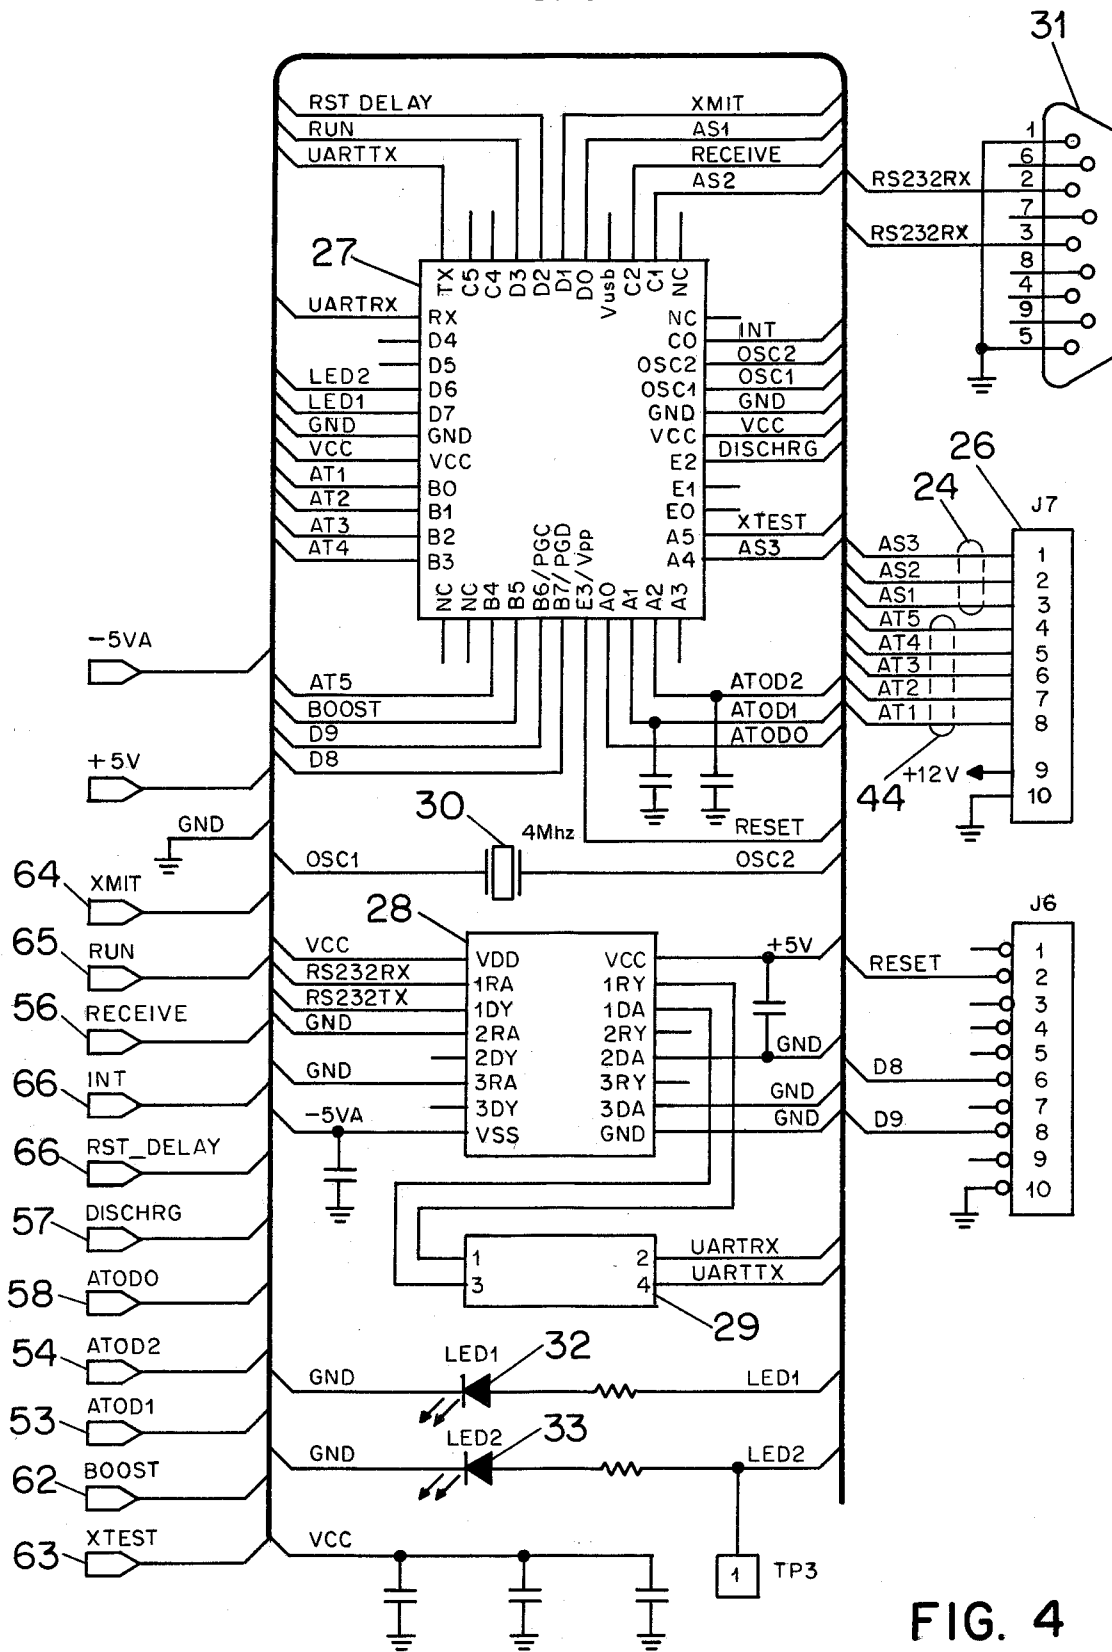 31
RST DELAY
RUN
UARTTX
XMIT
AS1
RECEIVE
AS2
RS232RX
RS232RX
1
6
2
7
3
8
4
9
5
27
TX
C5
C4
D3
D2
D1
D0
Vusb
C2
C1
NC
UARTRX
LED2
LED1
GND
VCC
AT1
AT2
AT3
AT4
RX
D4
D5
D6
D7
GND
VCC
B0
B1
B2
B3
NC
C0
OSC2
OSC1
GND
VCC
E2
E1
E0
A5
A4
INT
OSC2
OSC1
GND
VCC
DISCHRG
XTEST
AS3
NC
NC
B4
B5
B6/PGC
B7/PGD
E3/Vpp
A0
A1
A2
A3
24
26
J7
AS3
AS2
AS1
AT5
AT4
AT3
AT2
AT1
+12V
1
2
3
4
5
6
7
8
9
10
44
-5VA
+5V
GND
AT5
BOOST
D9
D8
ATOD2
ATOD1
ATOD0
30
4Mhz
RESET
OSC1
OSC2
64 XMIT
65 RUN
56 RECEIVE
66 INT
66 RST_DELAY
57 DISCHRG
58 ATOD0
54 ATOD2
53 ATOD1
62 BOOST
63 XTEST
28
VCC
RS232RX
RS232TX
GND
GND
-5VA
VDD
1RA
1DY
2RA
2DY
3RA
3DY
VSS
VCC
1RY
1DA
2RY
2DA
3RY
3DA
GND
+5V
GND
GND
GND
J6
RESET
D8
D9
1
2
3
4
5
6
7
8
9
10
1
3
2
4
UARTRX
UARTTX
29
LED1
32
GND
LED1
LED2
33
GND
LED2
VCC
1
TP3
FIG. 4